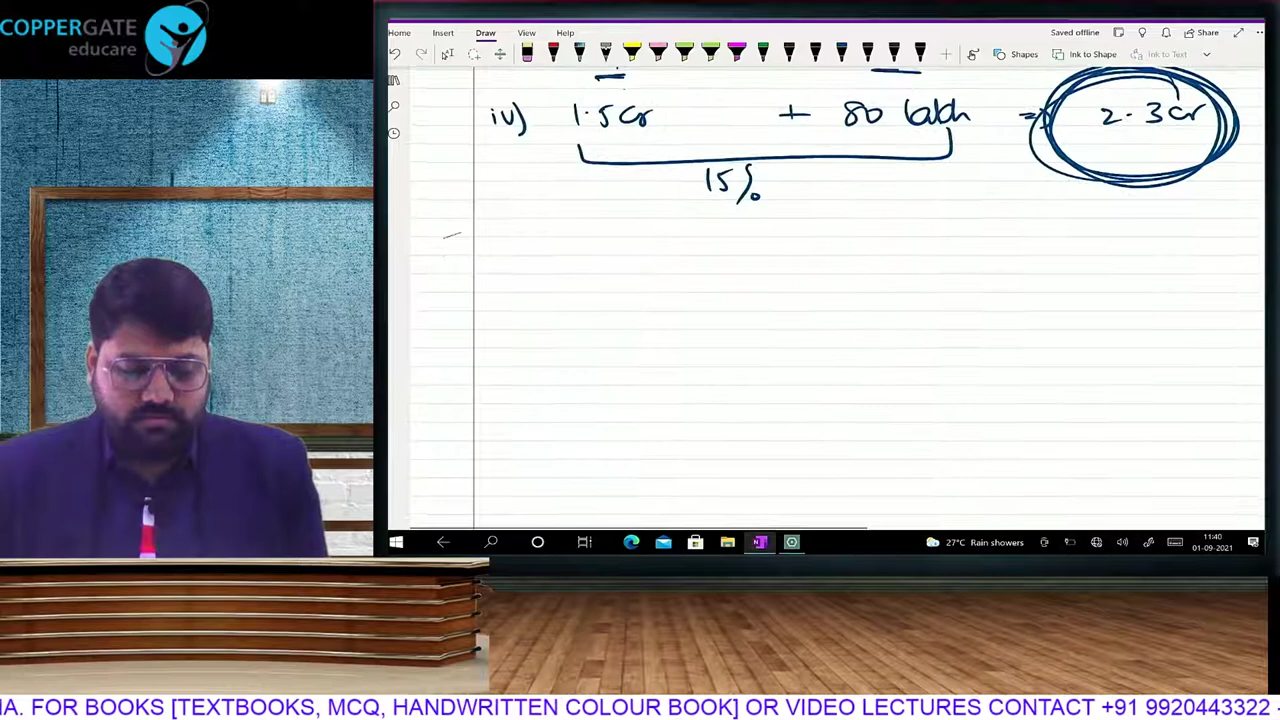 COPPERGATE
educare
Home Insert Draw View Help
Saved offline
Share
Shapes
Ink to Shape
Ink to Text
iv) 1.5cr + 80 lakh => 2.3cr
15%
27°C Rain showers
11:40
01-09-2021
NA. FOR BOOKS [TEXTBOOKS, MCQ, HANDWRITTEN COLOUR BOOK] OR VIDEO LECTURES CONTACT +91 9920443322 -